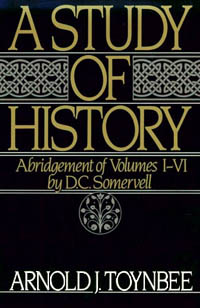 A STUDY
OF
HISTORY
Abridgement of Volumes I-VI
by D.C. Somervell
ARNOLD J. TOYNBEE